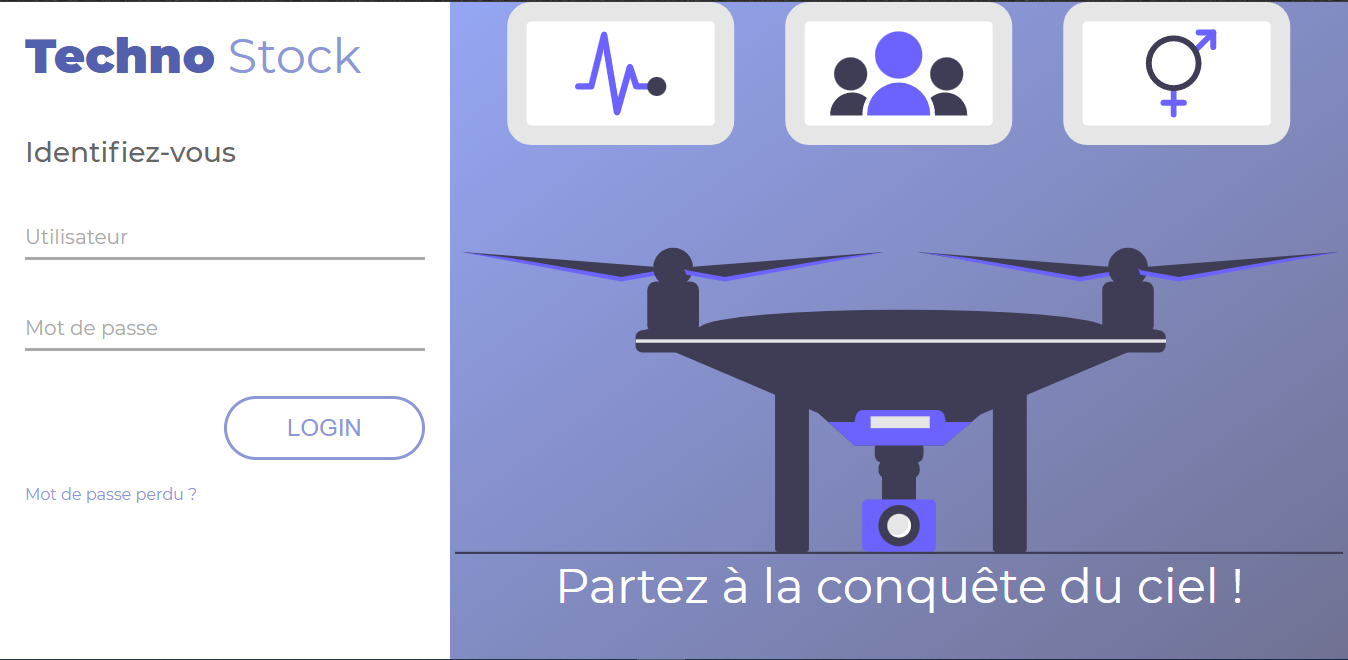 Techno Stock
Identifiez-vous
Utilisateur
Mot de passe
LOGIN
Mot de passe perdu ?
Partez à la conquête du ciel !